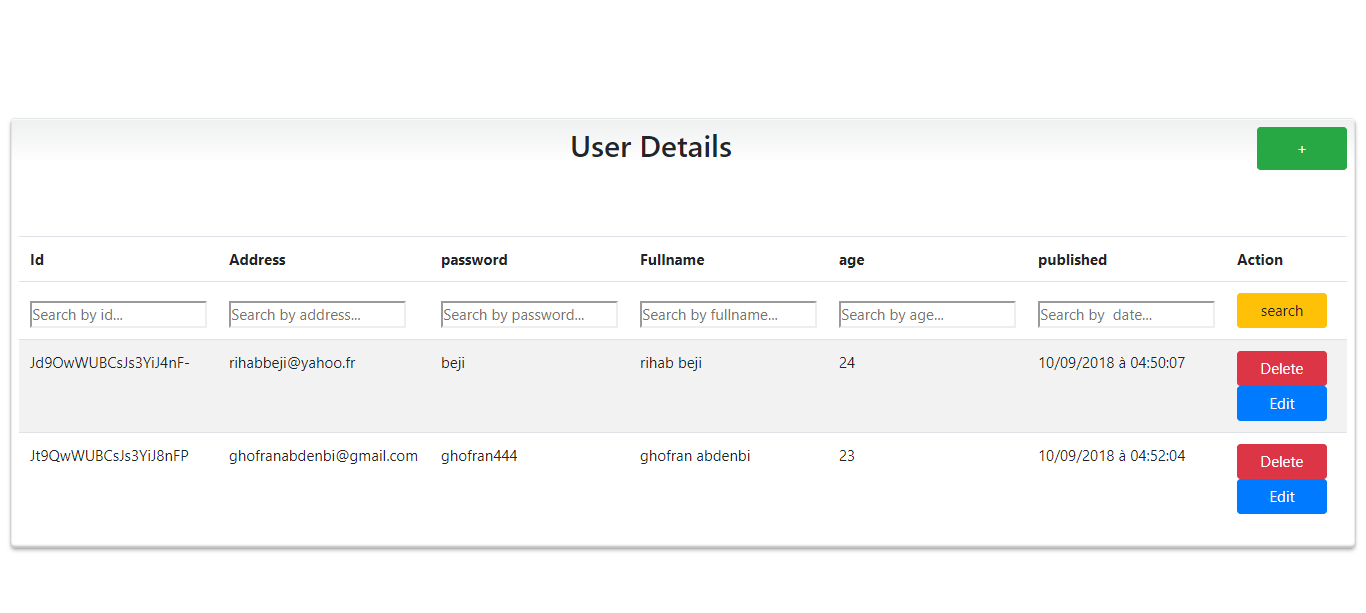 User Details
+
Id Address password Fullname age published Action
Search by id... Search by address... Search by password... Search by fullname... Search by age... Search by  date... search
Jd9OwWUBCsJs3YiJ4nF- rihabbeji@yahoo.fr beji rihab beji 24 10/09/2018 à 04:50:07 Delete
Edit
Jt9QwWUBCsJs3YiJ8nFP ghofranabdenbi@gmail.com ghofran444 ghofran abdenbi 23 10/09/2018 à 04:52:04 Delete
Edit